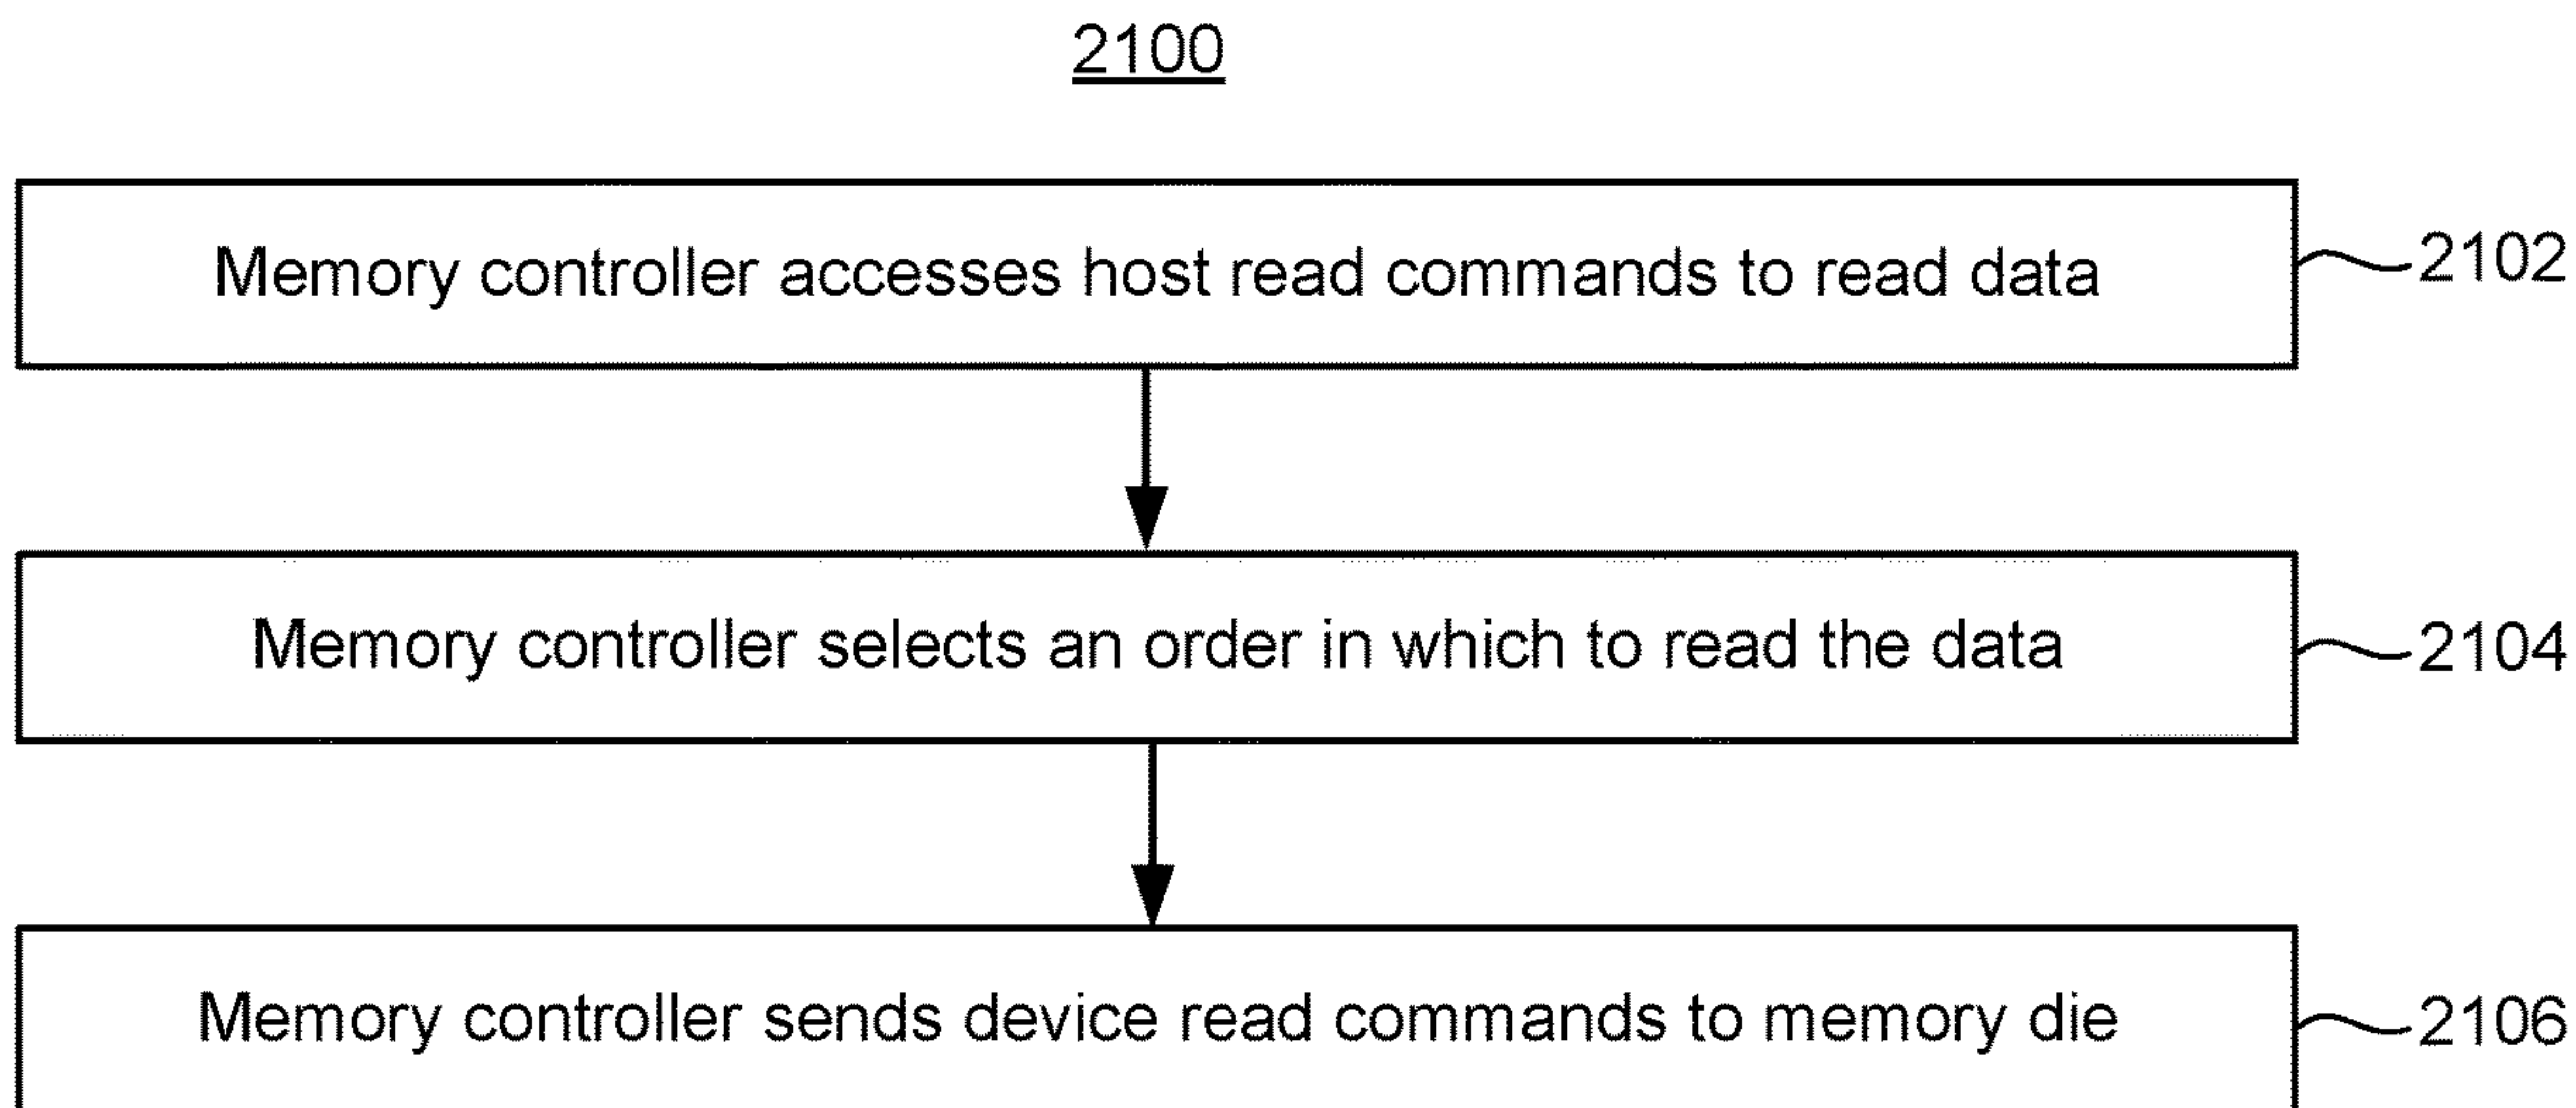 2100
Memory controller accesses host read commands to read data
2102
Memory controller selects an order in which to read the data
2104
Memory controller sends device read commands to memory die
2106